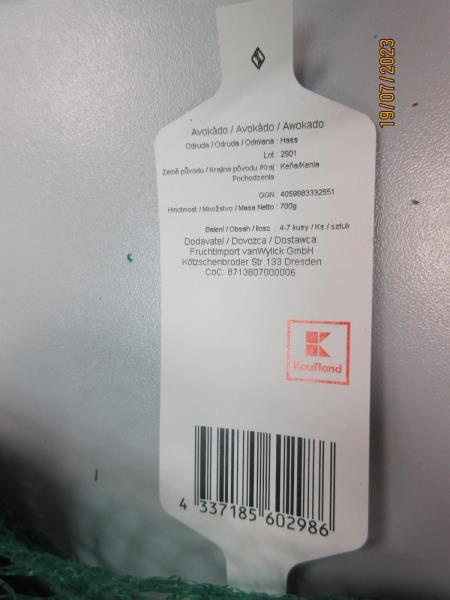 19/07/2023
Avokádo / Avokádo / Awokado
Odruda / Odroda / Odmiana : Hass
Lot : 2901
Země původu / Krajina pôvodu /Kraj : Keňa/Kenia
Pochodzenia
GGN : 4059883332551
Hmotnost / Množstvo / Masa Netto : 700g
Balení / Obsah / Ilosc : 4-7 kusy / Ks / sztuk
Dodavatel / Dovozca / Dostawca:
Fruchtimport vanWylick GmbH
Kötzschenbroder Str.133 Dresden
CoC: 8713807000006
K
Kaufland
4 337185 602986